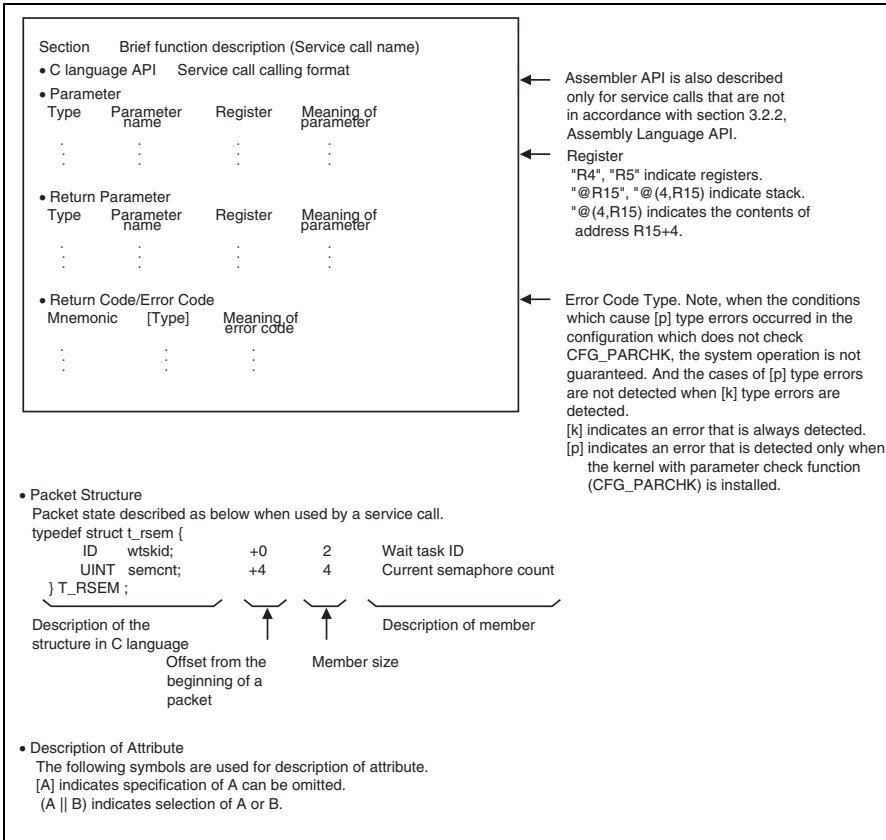 Section Brief function description (Service call name)
• C language API Service call calling format
• Parameter
Type Parameter name Register Meaning of parameter
. . . .
. . . .
. . . .
• Return Parameter
Type Parameter name Register Meaning of parameter
. . . .
. . . .
. . . .
• Return Code/Error Code
Mnemonic [Type] Meaning of error code
. . .
. . .
. . .
Assembler API is also described
only for service calls that are not
in accordance with section 3.2.2,
Assembly Language API.
Register
"R4", "R5" indicate registers.
"@R15", "@(4,R15) indicate stack.
"@(4,R15) indicates the contents of
address R15+4.
Error Code Type. Note, when the conditions
which cause [p] type errors occurred in the
configuration which does not check
CFG_PARCHK, the system operation is not
guaranteed. And the cases of [p] type errors
are not detected when [k] type errors are
detected.
[k] indicates an error that is always detected.
[p] indicates an error that is detected only when
the kernel with parameter check function
(CFG_PARCHK) is installed.
• Packet Structure
Packet state described as below when used by a service call.
typedef struct t_rsem {
ID wtskid; +0 2 Wait task ID
UINT semcnt; +4 4 Current semaphore count
} T_RSEM ;
Description of the
structure in C language
Offset from the
beginning of a
packet
Member size
Description of member
• Description of Attribute
The following symbols are used for description of attribute.
[A] indicates specification of A can be omitted.
(A || B) indicates selection of A or B.